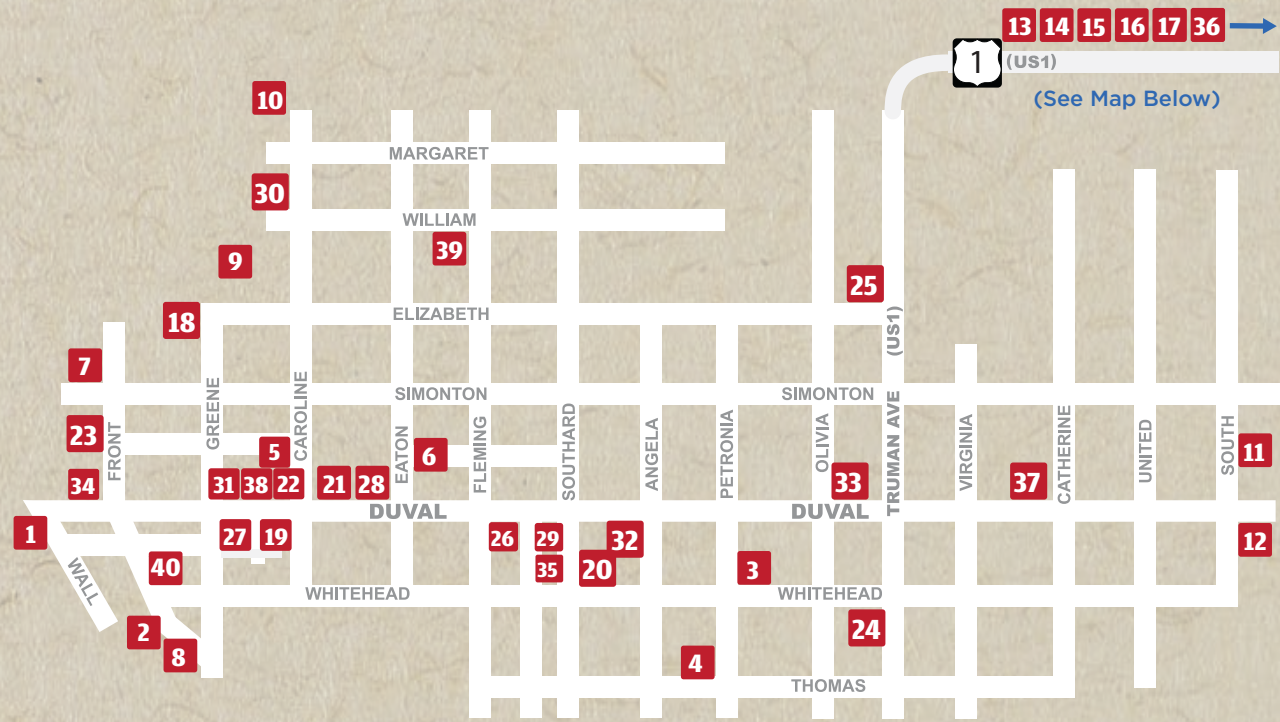 13 14 15 16 17 36
1 (US1)
(See Map Below)
10
MARGARET
30
WILLIAM
39
9
25
ELIZABETH
18
(US1)
7
SIMONTON SIMONTON
GREENE
CAROLINE
23
FRONT
5
EATON
6
FLEMING
SOUTHARD
ANGELA
PETRONIA
OLIVIA
TRUMAN AVE
VIRGINIA
CATHERINE
UNITED
SOUTH
11
34
31 38 22 21 28
33
37
DUVAL DUVAL
1
27 19
26 29 32
12
WALL
40
35 20
3
WHITEHEAD WHITEHEAD
2
8
24
4
THOMAS